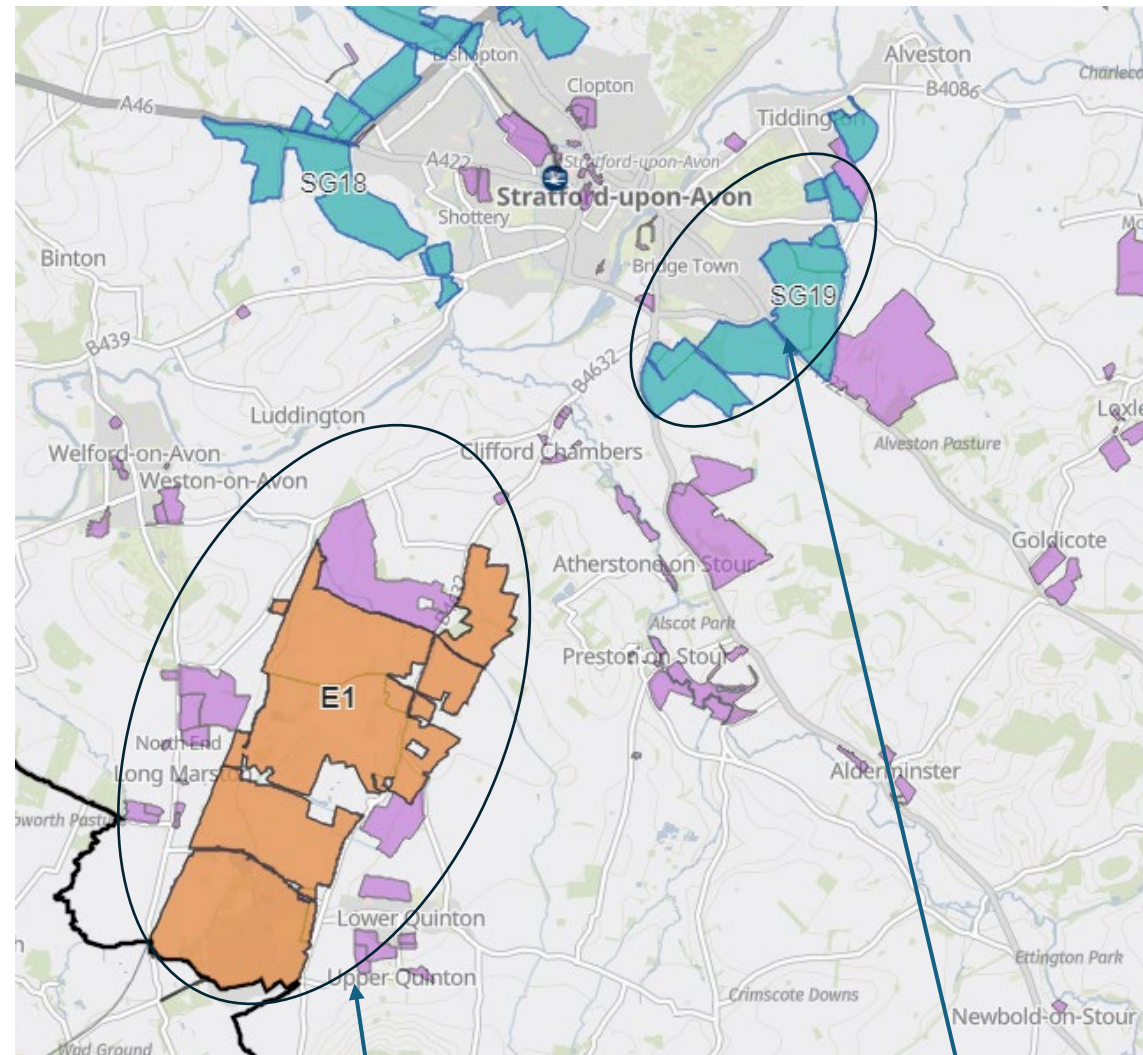 Bishopton
Alveston
Clopton
B4086
A46
Tiddington
A422
Stratford-upon-Avon
SG18
Stratford-upon-Avon
Shottery
Binton
Bridge Town
SG19
B439
B4632
Luddington
Alveston Pasture
Welford-on-Avon
Clifford Chambers
Weston-on-Avon
Goldicote
Atherstone on Stour
Alscot Park
Preston on Stour
E1
North End
Long Marston
Alderminster
Lower Quinton
Upper Quinton
Ettington Park
Crimscote Downs
Newbold-on-Stour
Wad Ground